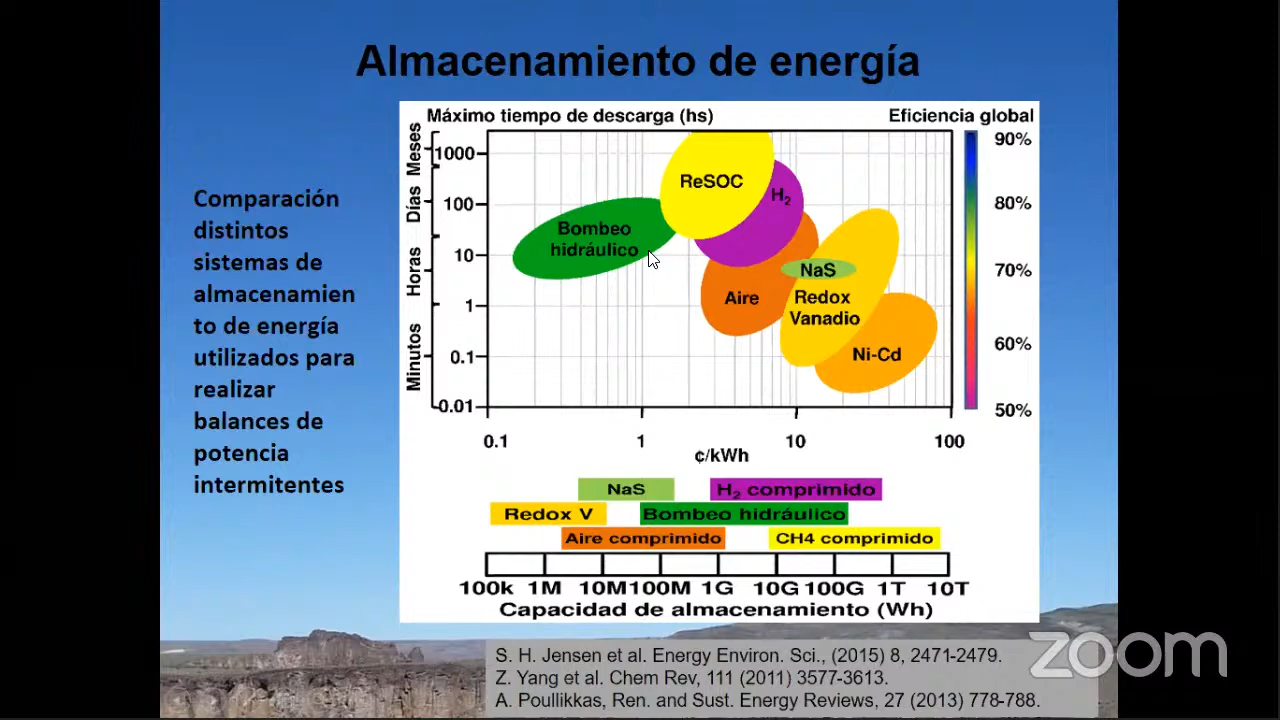 Almacenamiento de energía
Comparación
distintos
sistemas de
almacenamien
to de energía
utilizados para
realizar
balances de
potencia
intermitentes
Máximo tiempo de descarga (hs)
Eficiencia global
Meses
Días
Horas
Minutos
1000
100
10
1
0.1
0.01
ReSOC
H₂
Bombeo
hidráulico
NaS
Aire
Redox
Vanadio
Ni-Cd
90%
80%
70%
60%
50%
0.1 1 10 100
¢/kWh
NaS H₂ comprimido
Redox V Bombeo hidráulico
Aire comprimido CH4 comprimido
100k 1M 10M 100M 1G 10G 100G 1T 10T
Capacidad de almacenamiento (Wh)
S. H. Jensen et al. Energy Environ. Sci., (2015) 8, 2471-2479.
Z. Yang et al. Chem Rev, 111 (2011) 3577-3613.
A. Poullikkas, Ren. and Sust. Energy Reviews, 27 (2013) 778-788.
zoom